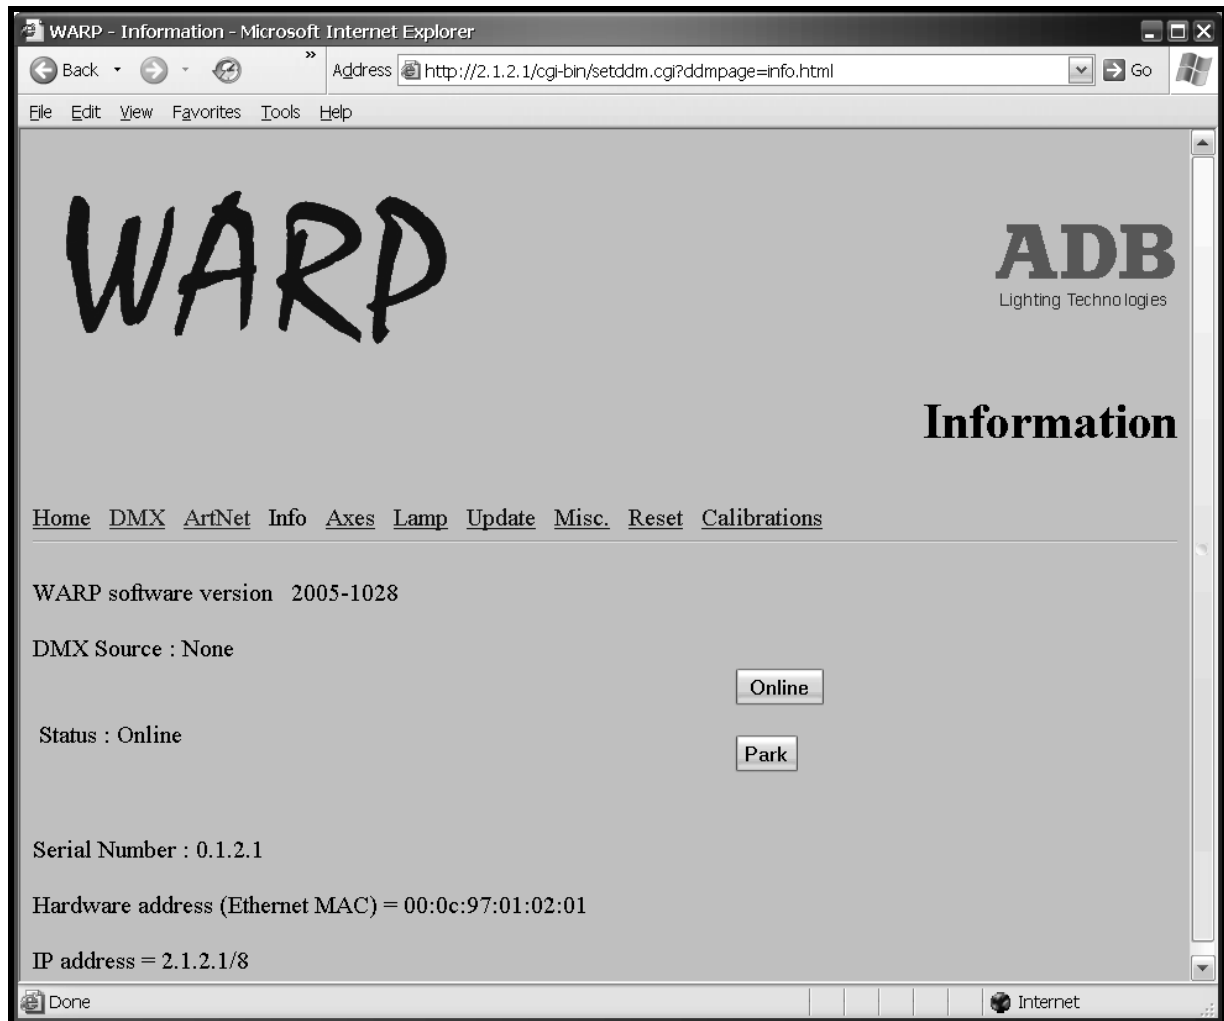 WARP - Information - Microsoft Internet Explorer
Back » Address http://2.1.2.1/cgi-bin/setddm.cgi?ddmpage=info.html Go
File Edit View Favorites Tools Help
WARP
ADB
Lighting Technologies
Information
Home DMX ArtNet Info Axes Lamp Update Misc. Reset Calibrations
WARP software version 2005-1028
DMX Source : None
Online
Status : Online
Park
Serial Number : 0.1.2.1
Hardware address (Ethernet MAC) = 00:0c:97:01:02:01
IP address = 2.1.2.1/8
Done Internet